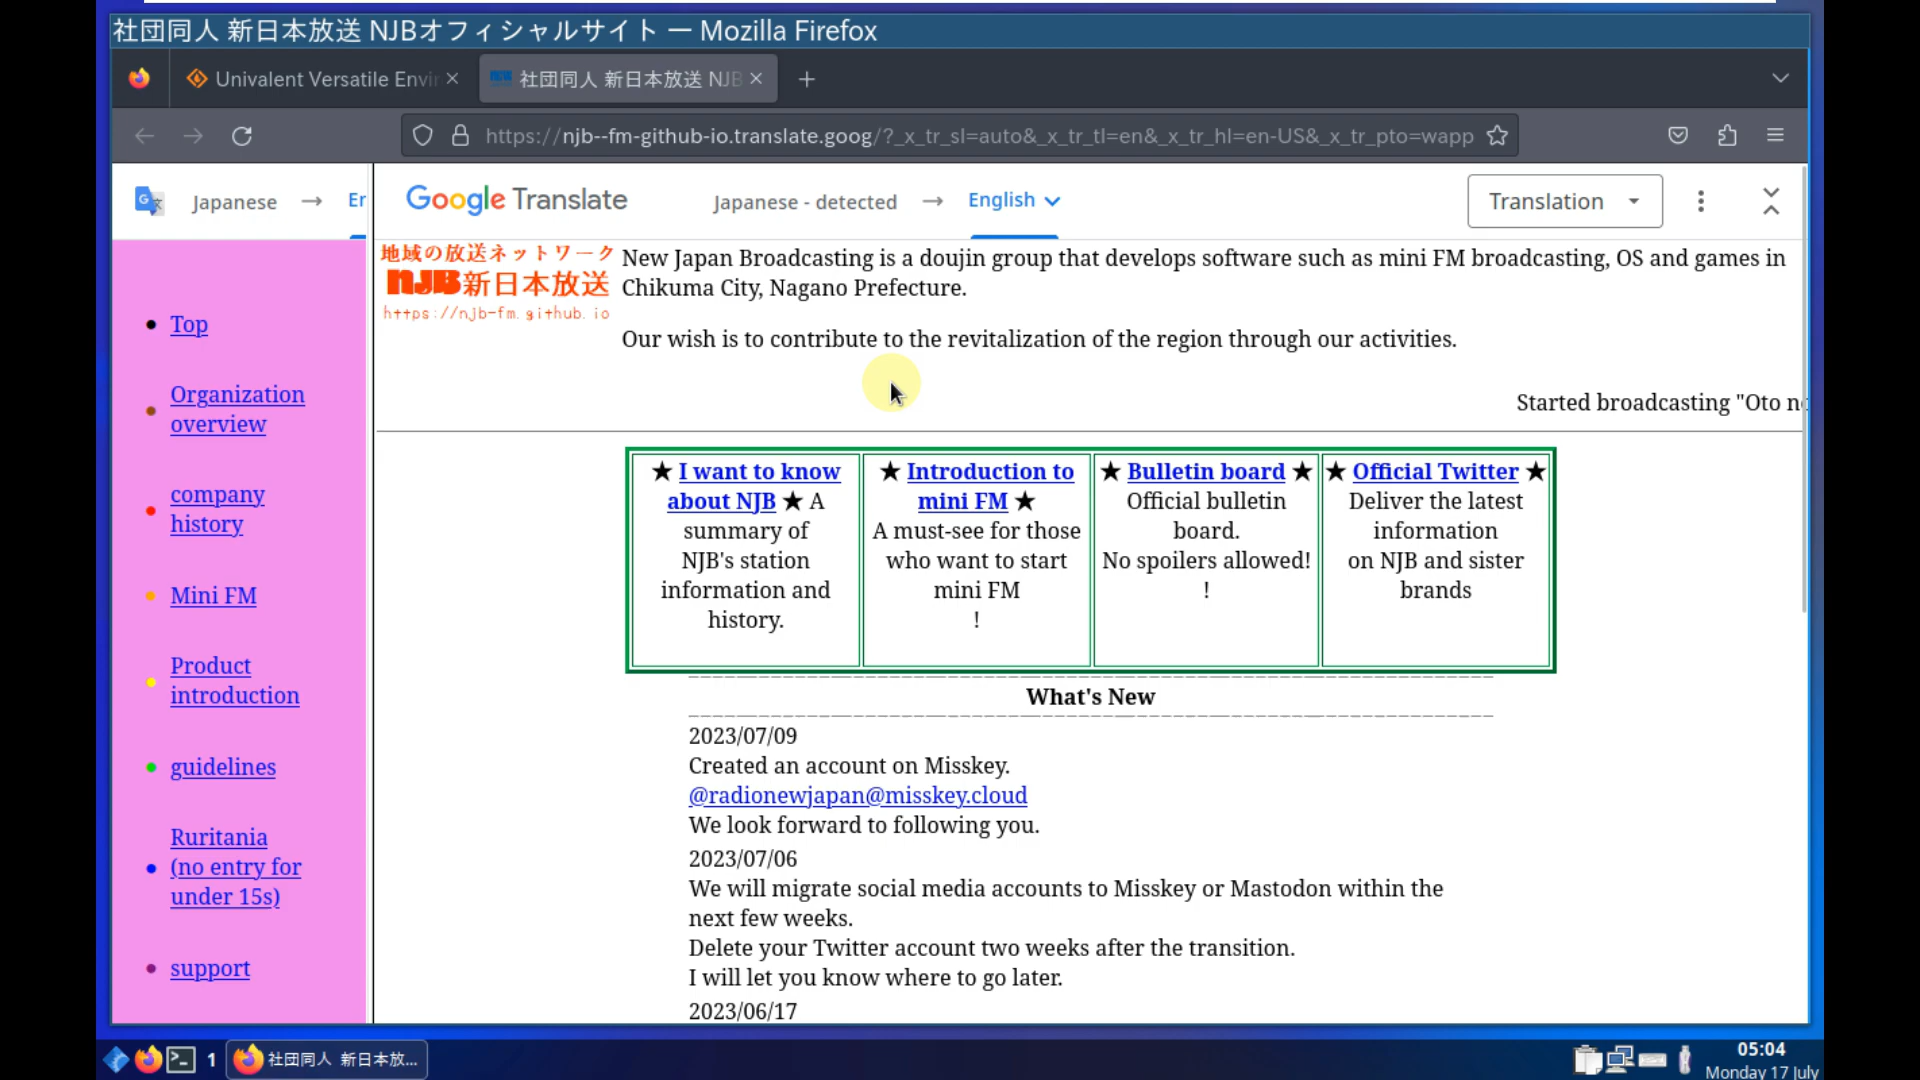 社団同人 新日本放送 NJBオフィシャルサイト — Mozilla Firefox
Univalent Versatile Envir
社団同人 新日本放送 NJB
https://njb--fm-github-io.translate.goog/?_x_tr_sl=auto&_x_tr_tl=en&_x_tr_hl=en-US&_x_tr_pto=wapp
Japanese → Er
Google Translate
Japanese - detected → English
Translation
Top
Organization
overview
company
history
Mini FM
Product
introduction
guidelines
Ruritania
(no entry for
under 15s)
support
地域の放送ネットワーク
NJB新日本放送
https://njb-fm.github.io
New Japan Broadcasting is a doujin group that develops software such as mini FM broadcasting, OS and games in
Chikuma City, Nagano Prefecture.
Our wish is to contribute to the revitalization of the region through our activities.
Started broadcasting "Oto no
★ I want to know
about NJB ★ A
summary of
NJB's station
information and
history.
★ Introduction to
mini FM ★
A must-see for those
who want to start
mini FM
!
★ Bulletin board ★
Official bulletin
board.
No spoilers allowed!
!
★ Official Twitter ★
Deliver the latest
information
on NJB and sister
brands
What's New
2023/07/09
Created an account on Misskey.
@radionewjapan@misskey.cloud
We look forward to following you.
2023/07/06
We will migrate social media accounts to Misskey or Mastodon within the
next few weeks.
Delete your Twitter account two weeks after the transition.
I will let you know where to go later.
2023/06/17
1
社団同人 新日本放...
05:04
Monday 17 July